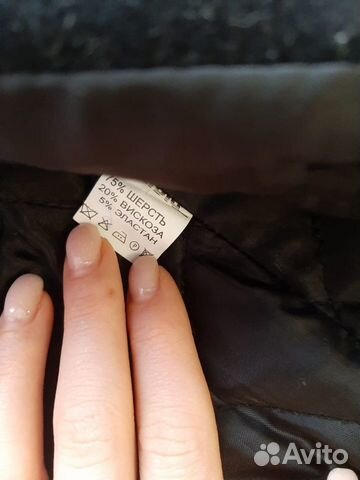 75% ШЕРСТЬ
20% ВИСКОЗА
5% ЭЛАСТАН
P
Avito